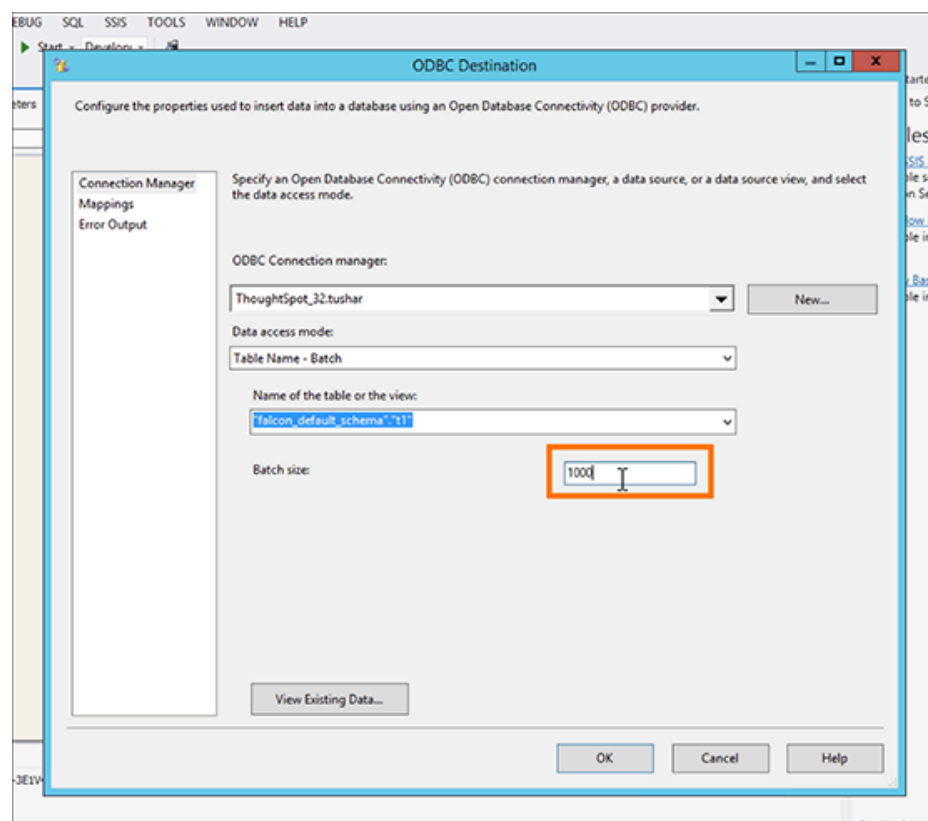 EBUG SQL SSIS TOOLS WINDOW HELP
Start
ODBC Destination
Configure the properties used to insert data into a database using an Open Database Connectivity (ODBC) provider.
Connection Manager
Mappings
Error Output
Specify an Open Database Connectivity (ODBC) connection manager, a data source, or a data source view, and select
the data access mode.
ODBC Connection manager:
ThoughtSpot_32.tushar
New...
Data access mode:
Table Name - Batch
Name of the table or the view:
"falcon_default_schema"."t1"
Batch size:
1000
View Existing Data...
OK Cancel Help
-3E1V